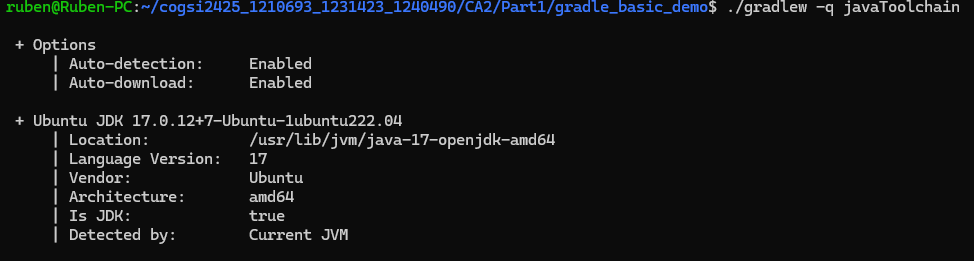 ruben@Ruben-PC:~/cogsi2425_1210693_1231423_1240490/CA2/Part1/gradle_basic_demo$ ./gradlew -q javaToolchain
+ Options
| Auto-detection: Enabled
| Auto-download: Enabled
+ Ubuntu JDK 17.0.12+7-Ubuntu-1ubuntu222.04
| Location: /usr/lib/jvm/java-17-openjdk-amd64
| Language Version: 17
| Vendor: Ubuntu
| Architecture: amd64
| Is JDK: true
| Detected by: Current JVM